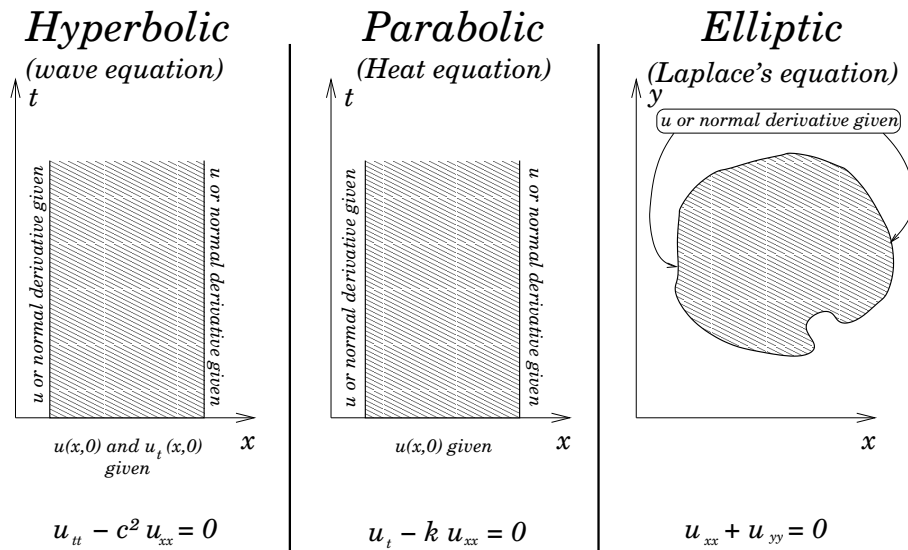 Hyperbolic
(wave equation)
t
u or normal derivative given
u or normal derivative given
x
u(x,0) and u_t(x,0)
given
u_tt − c² u_xx = 0
Parabolic
(Heat equation)
t
u or normal derivative given
u or normal derivative given
x
u(x,0) given
u_t − k u_xx = 0
Elliptic
(Laplace's equation)
y
u or normal derivative given
x
u_xx + u_yy = 0